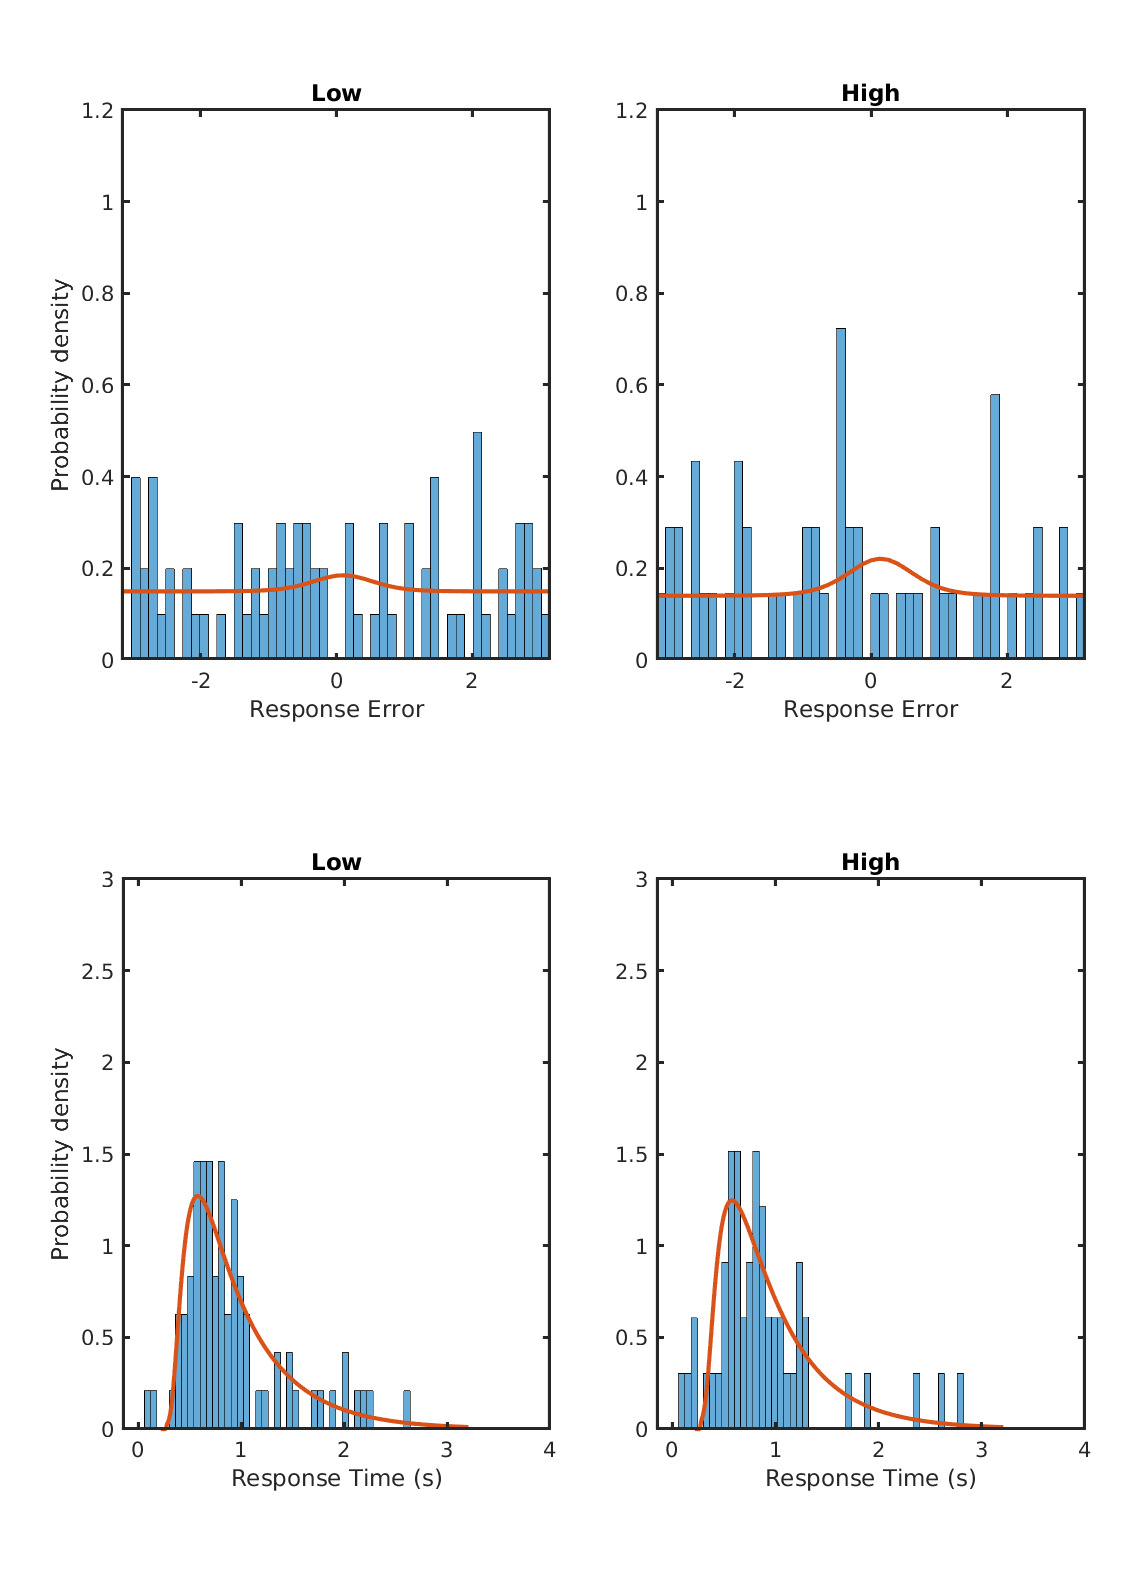 Low High
1.2 1.2
1 1
0.8 0.8
0.6 0.6
0.4 0.4
0.2 0.2
0 0
Probability density
-2 0 2 -2 0 2
Response Error Response Error
Low High
3 3
2.5 2.5
2 2
1.5 1.5
1 1
0.5 0.5
0 0
Probability density
0 1 2 3 4 0 1 2 3 4
Response Time (s) Response Time (s)